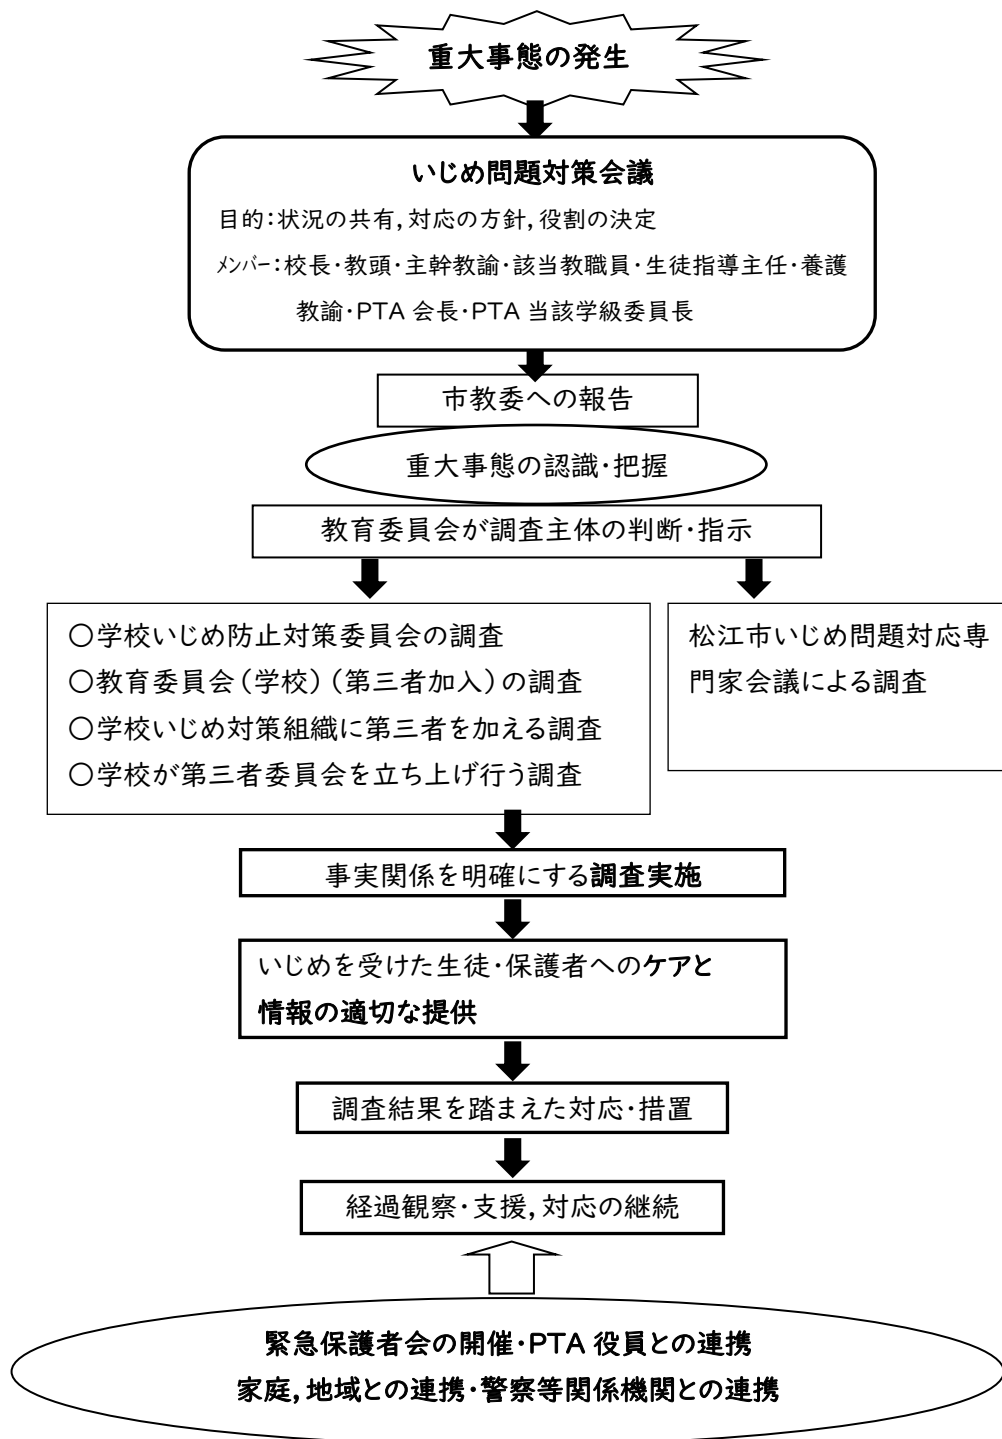 重大事態の発生
いじめ問題対策会議
目的:状況の共有,対応の方針,役割の決定
メンバー:校長・教頭・主幹教諭・該当教職員・生徒指導主任・養護
教諭・PTA 会長・PTA 当該学級委員長
市教委への報告
重大事態の認識・把握
教育委員会が調査主体の判断・指示
〇学校いじめ防止対策委員会の調査
〇教育委員会(学校)(第三者加入)の調査
〇学校いじめ対策組織に第三者を加える調査
〇学校が第三者委員会を立ち上げ行う調査
松江市いじめ問題対応専
門家会議による調査
事実関係を明確にする調査実施
いじめを受けた生徒・保護者へのケアと
情報の適切な提供
調査結果を踏まえた対応・措置
経過観察・支援,対応の継続
緊急保護者会の開催・PTA 役員との連携
家庭,地域との連携・警察等関係機関との連携